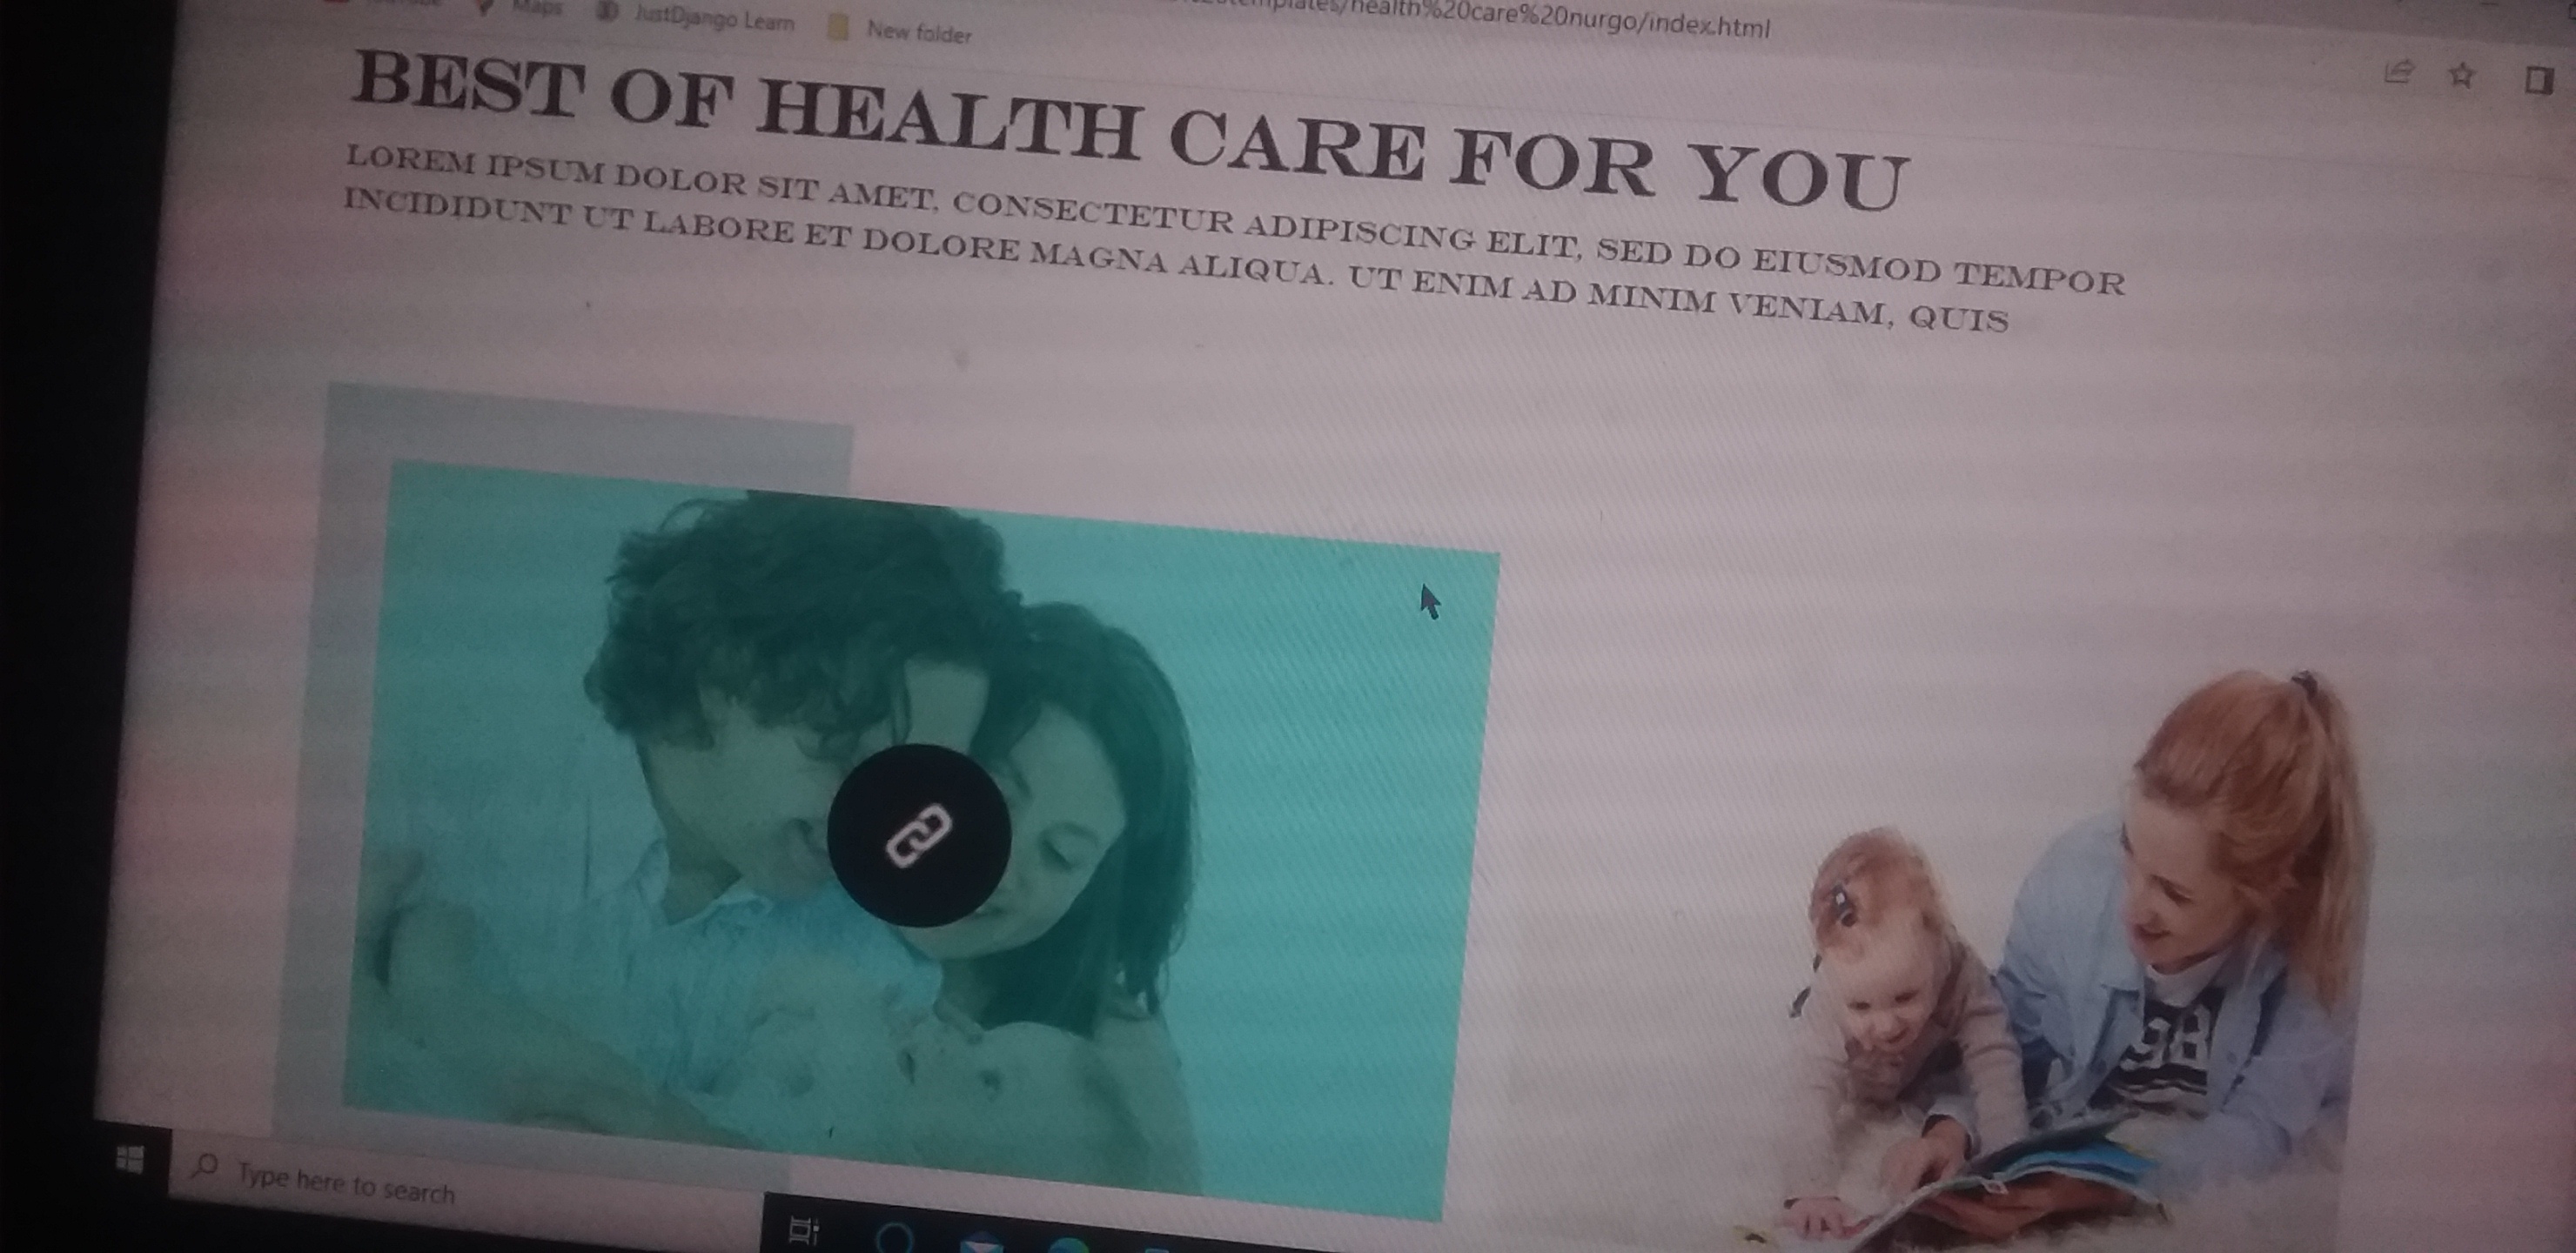 Maps JustDjango Learn New folder
templates/health%20care%20nurgo/index.html
BEST OF HEALTH CARE FOR YOU
LOREM IPSUM DOLOR SIT AMET, CONSECTETUR ADIPISCING ELIT, SED DO EIUSMOD TEMPOR
INCIDIDUNT UT LABORE ET DOLORE MAGNA ALIQUA. UT ENIM AD MINIM VENIAM, QUIS
98
Type here to search